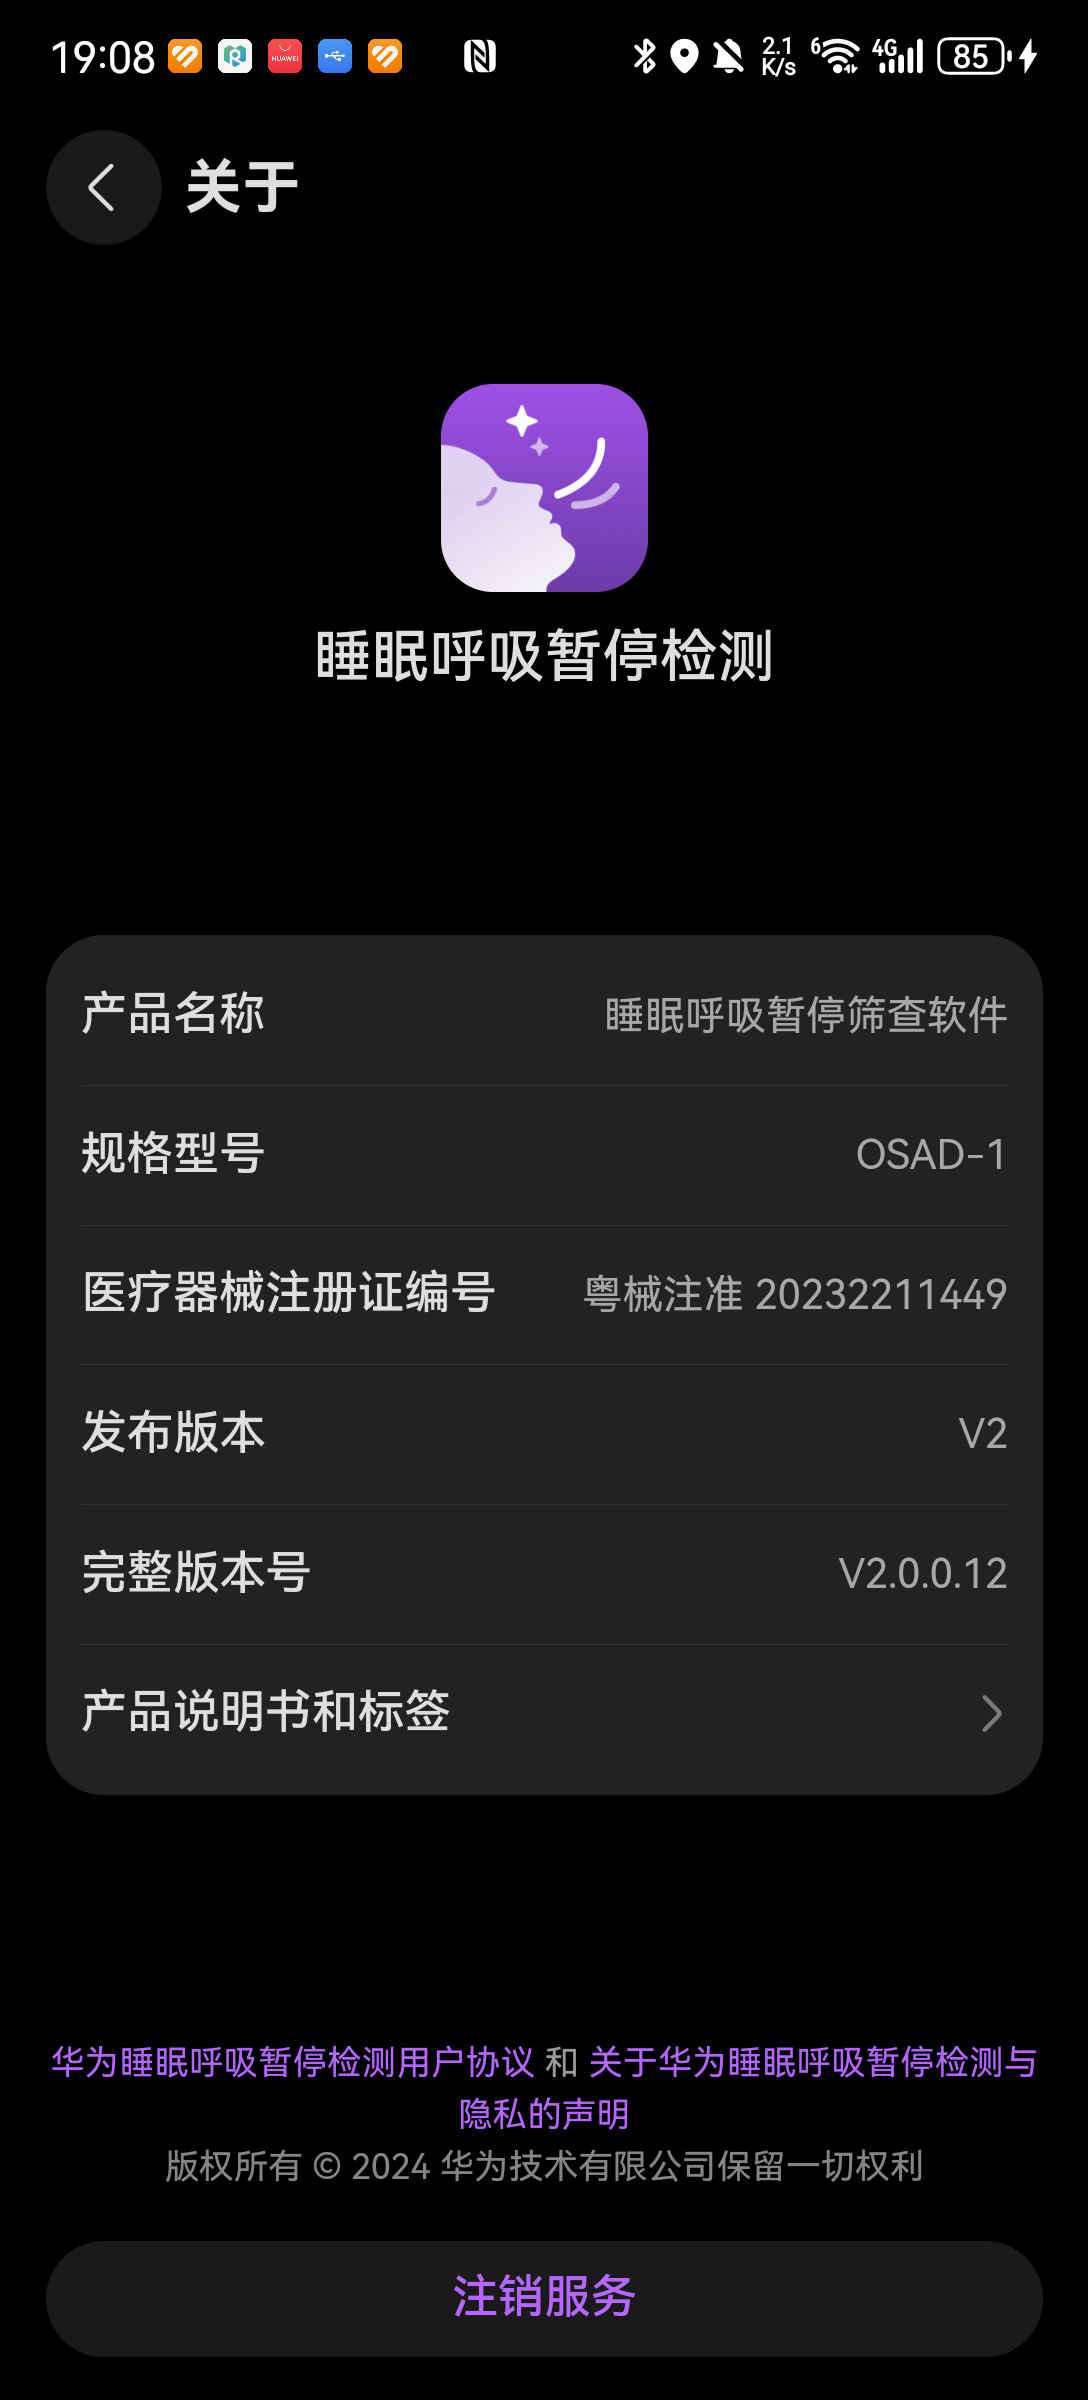 19:08
HUAWEI
2.1
K/s
6
4G
85
关于
睡眠呼吸暂停检测
产品名称
睡眠呼吸暂停筛查软件
规格型号
OSAD-1
医疗器械注册证编号
粤械注准 20232211449
发布版本
V2
完整版本号
V2.0.0.12
产品说明书和标签
华为睡眠呼吸暂停检测用户协议 和 关于华为睡眠呼吸暂停检测与
隐私的声明
版权所有 © 2024 华为技术有限公司保留一切权利
注销服务